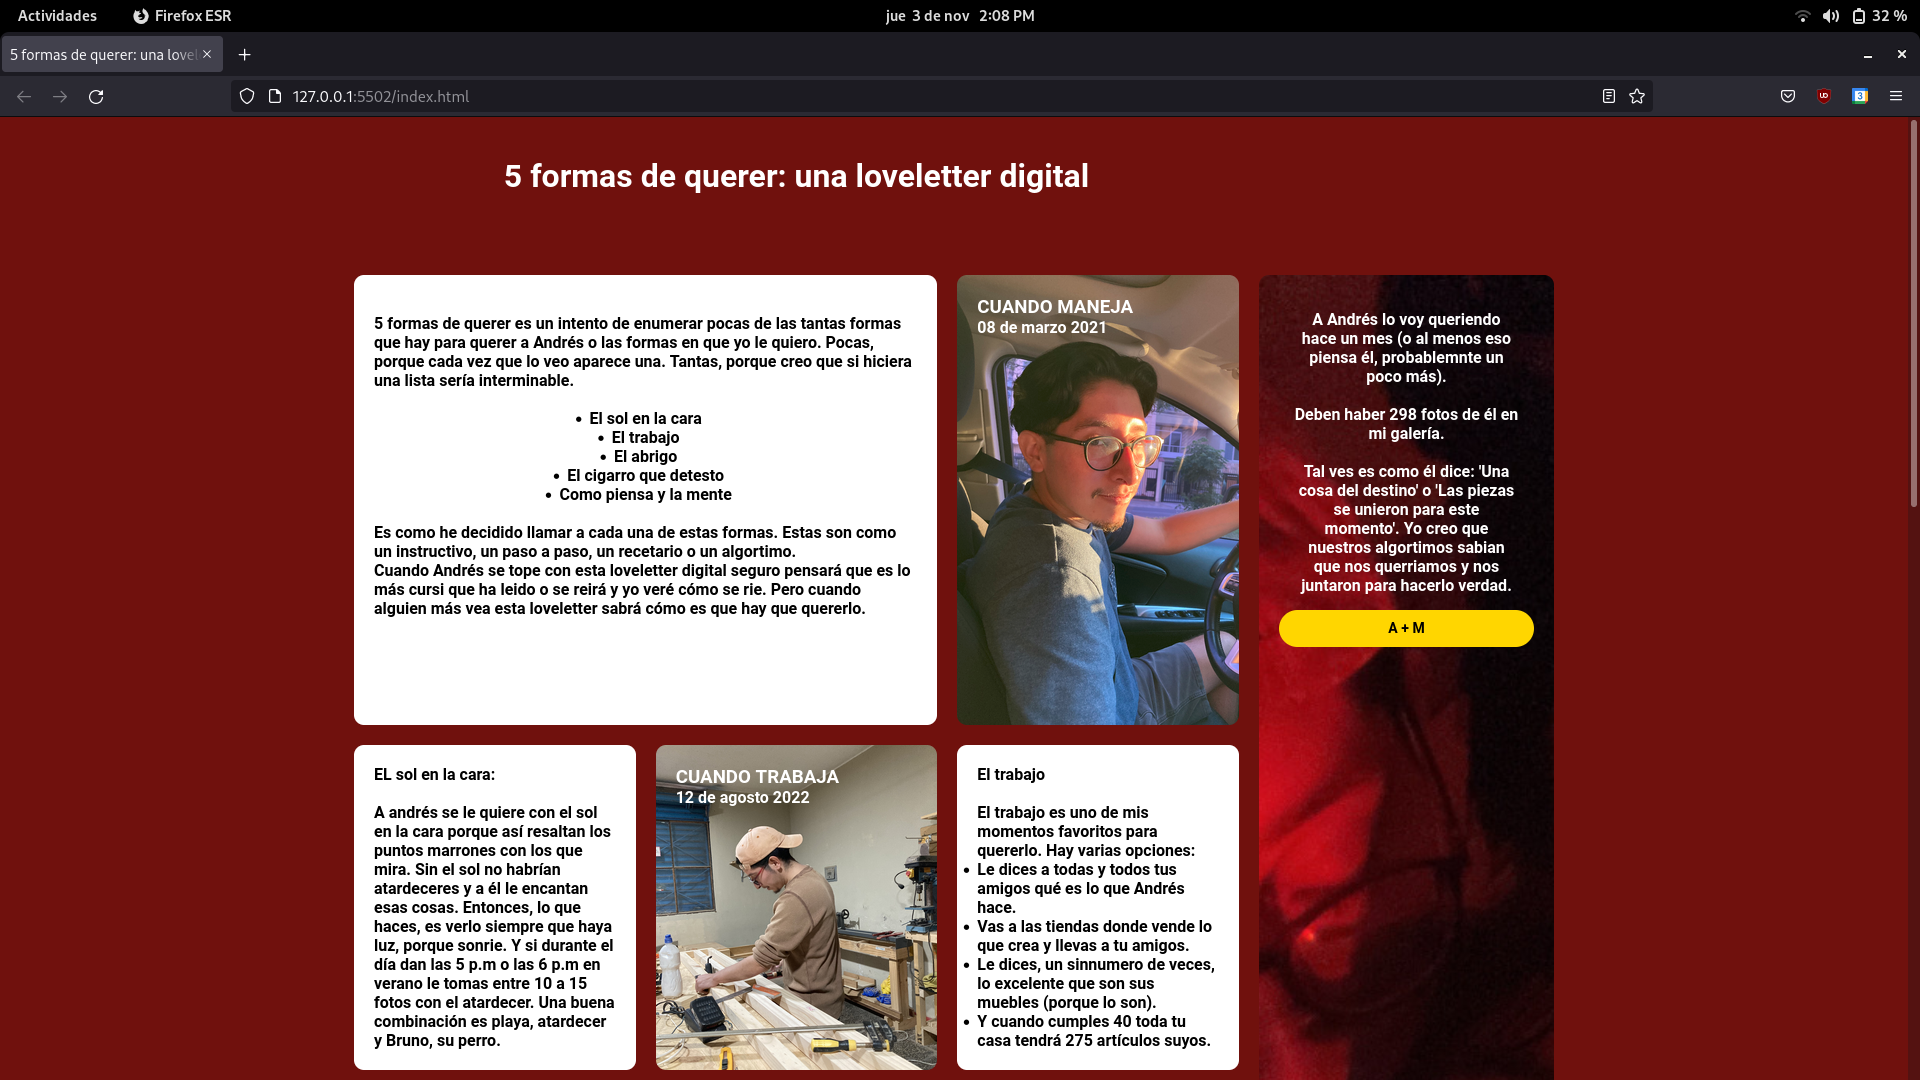 Actividades
Firefox ESR
jue 3 de nov 2:08 PM
32 %
5 formas de querer: una lovel
127.0.0.1:5502/index.html
5 formas de querer: una loveletter digital
5 formas de querer es un intento de enumerar pocas de las tantas formas
que hay para querer a Andrés o las formas en que yo le quiero. Pocas,
porque cada vez que lo veo aparece una. Tantas, porque creo que si hiciera
una lista sería interminable.
• El sol en la cara
• El trabajo
• El abrigo
• El cigarro que detesto
• Como piensa y la mente
Es como he decidido llamar a cada una de estas formas. Estas son como
un instructivo, un paso a paso, un recetario o un algortimo.
Cuando Andrés se tope con esta loveletter digital seguro pensará que es lo
más cursi que ha leido o se reirá y yo veré cómo se rie. Pero cuando
alguien más vea esta loveletter sabrá cómo es que hay que quererlo.
CUANDO MANEJA
08 de marzo 2021
A Andrés lo voy queriendo
hace un mes (o al menos eso
piensa él, probablemnte un
poco más).
Deben haber 298 fotos de él en
mi galería.
Tal ves es como él dice: 'Una
cosa del destino' o 'Las piezas
se unieron para este
momento'. Yo creo que
nuestros algortimos sabian
que nos querriamos y nos
juntaron para hacerlo verdad.
A + M
EL sol en la cara:
A andrés se le quiere con el sol
en la cara porque así resaltan los
puntos marrones con los que
mira. Sin el sol no habrían
atardeceres y a él le encantan
esas cosas. Entonces, lo que
haces, es verlo siempre que haya
luz, porque sonrie. Y si durante el
día dan las 5 p.m o las 6 p.m en
verano le tomas entre 10 a 15
fotos con el atardecer. Una buena
combinación es playa, atardecer
y Bruno, su perro.
CUANDO TRABAJA
12 de agosto 2022
El trabajo
El trabajo es uno de mis
momentos favoritos para
quererlo. Hay varias opciones:
• Le dices a todas y todos tus
amigos qué es lo que Andrés
hace.
• Vas a las tiendas donde vende lo
que crea y llevas a tu amigos.
• Le dices, un sinnumero de veces,
lo excelente que son sus
muebles (porque lo son).
• Y cuando cumples 40 toda tu
casa tendrá 275 artículos suyos.